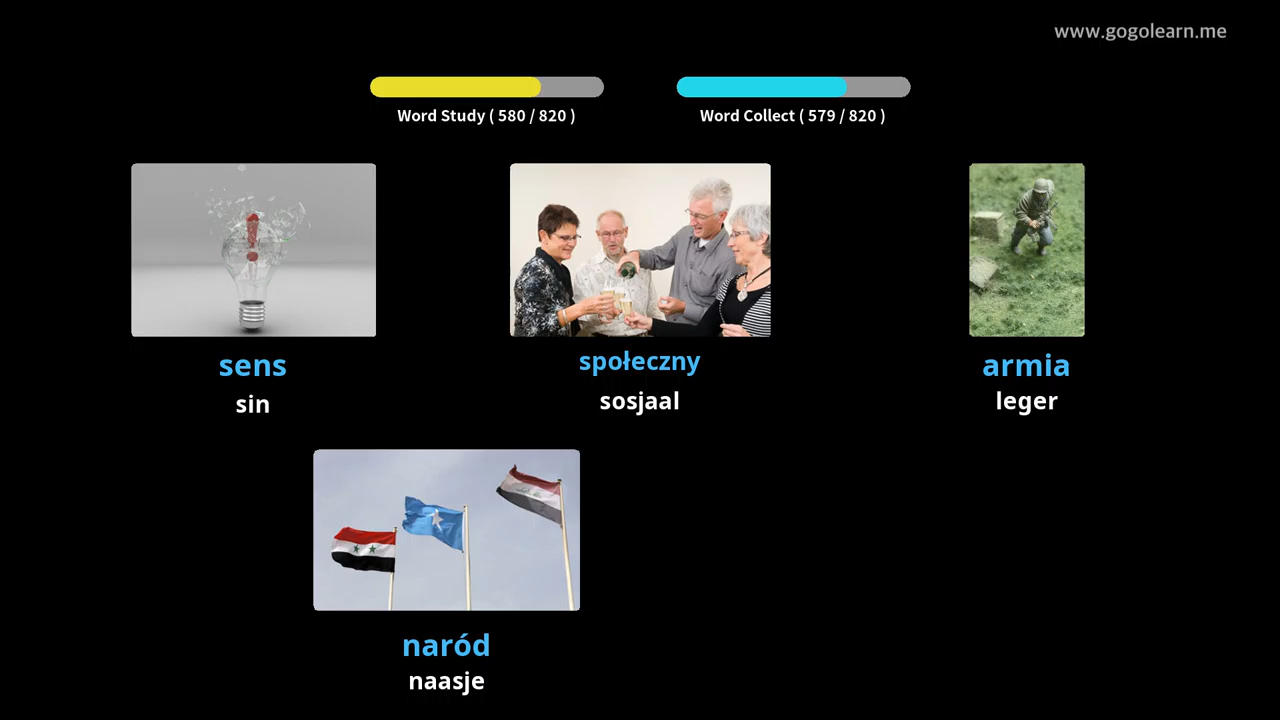 www.gogolearn.me
Word Study ( 580 / 820 )
Word Collect ( 579 / 820 )
sens
sin
społeczny
sosjaal
armia
leger
naród
naasje